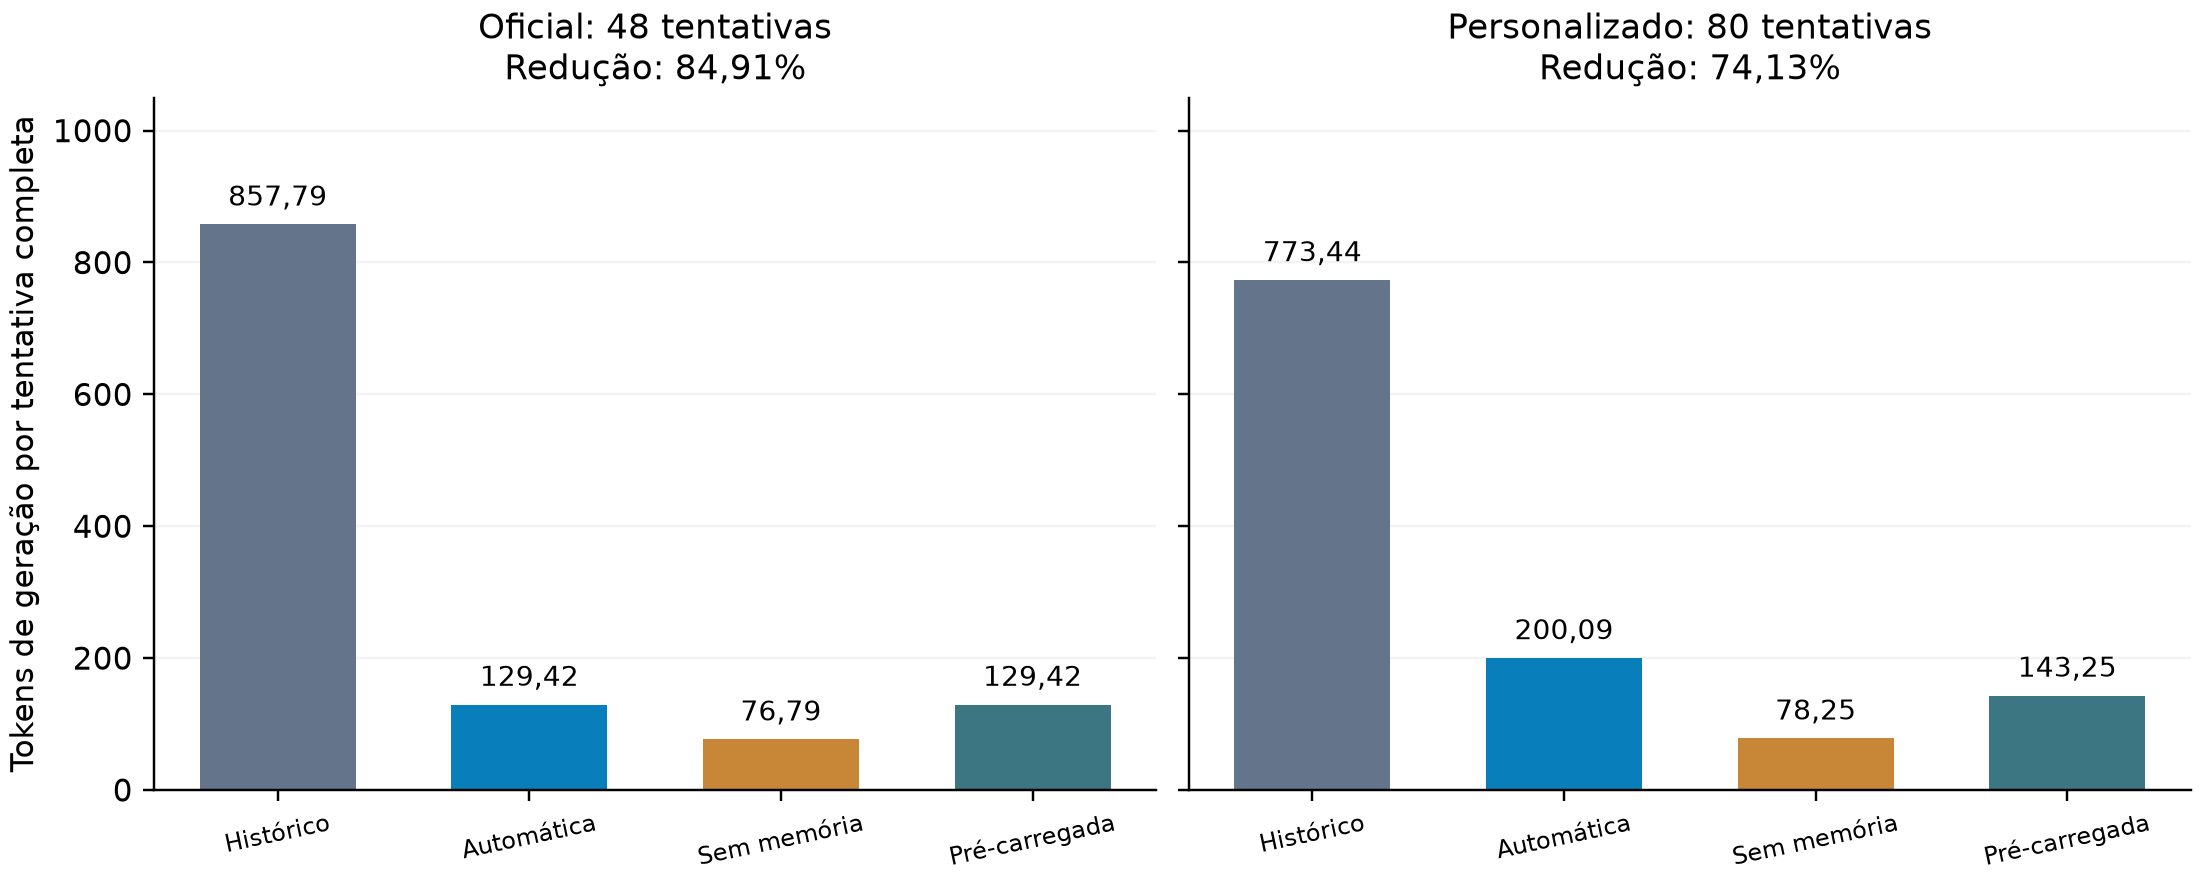 Oficial: 48 tentativas
Redução: 84,91%
Personalizado: 80 tentativas
Redução: 74,13%
Tokens de geração por tentativa completa
1000
800
600
400
200
0
857,79
129,42
76,79
129,42
Histórico
Automática
Sem memória
Pré-carregada
773,44
200,09
78,25
143,25
Histórico
Automática
Sem memória
Pré-carregada